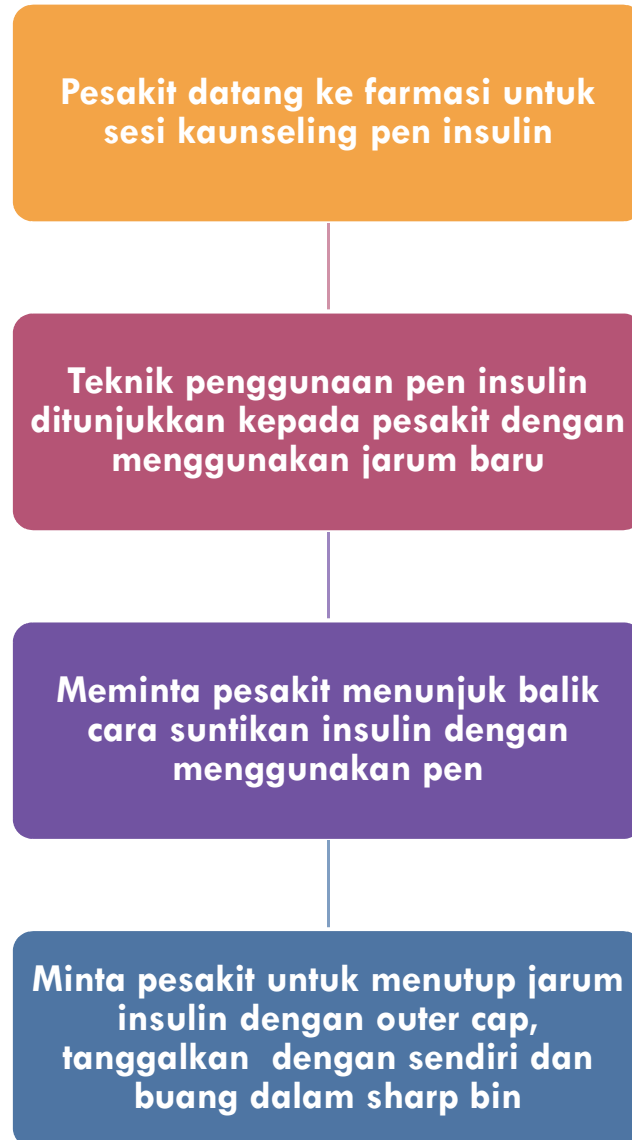 Pesakit datang ke farmasi untuk
sesi kaunseling pen insulin
Teknik penggunaan pen insulin
ditunjukkan kepada pesakit dengan
menggunakan jarum baru
Meminta pesakit menunjuk balik
cara suntikan insulin dengan
menggunakan pen
Minta pesakit untuk menutup jarum
insulin dengan outer cap,
tanggalkan dengan sendiri dan
buang dalam sharp bin